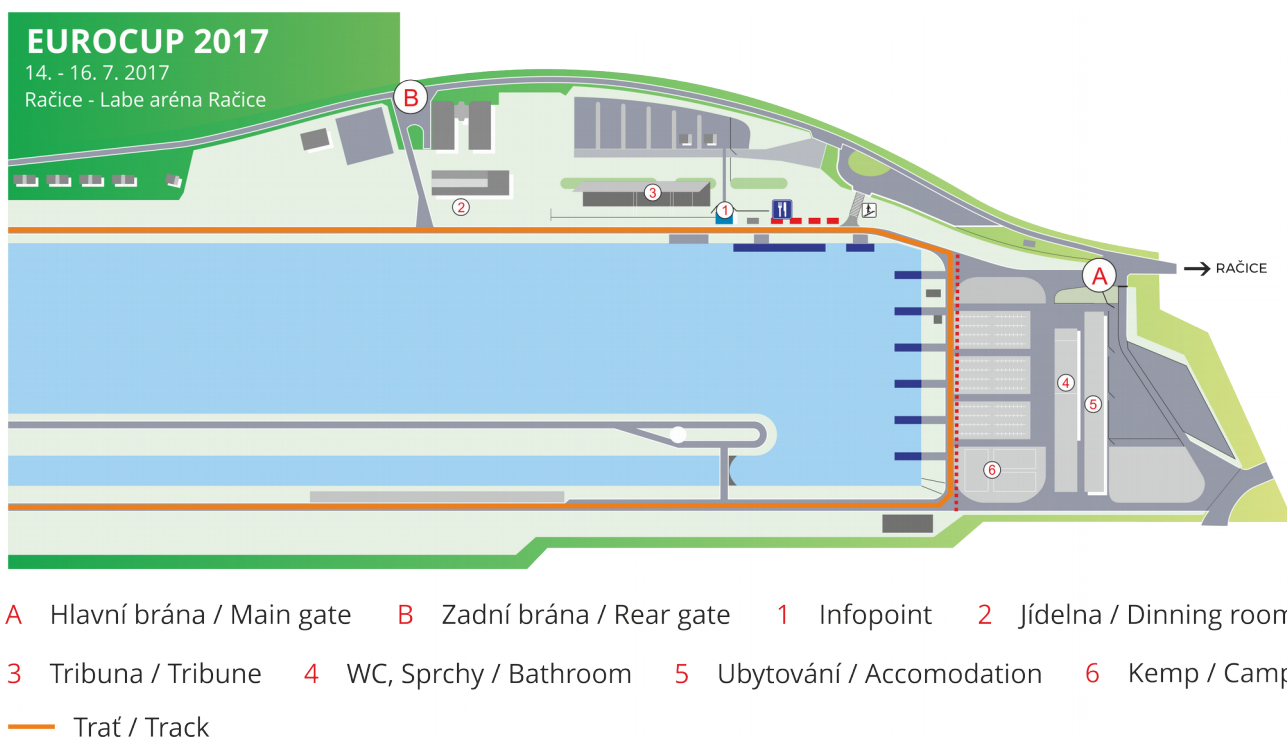 EUROCUP 2017
14. - 16. 7. 2017
Račice - Labe aréna Račice
B
3
2
1
A
RAČICE
4
5
6
A Hlavní brána / Main gate B Zadní brána / Rear gate 1 Infopoint 2 Jídelna / Dinning room
3 Tribuna / Tribune 4 WC, Sprchy / Bathroom 5 Ubytování / Accomodation 6 Kemp / Camp
Trať / Track